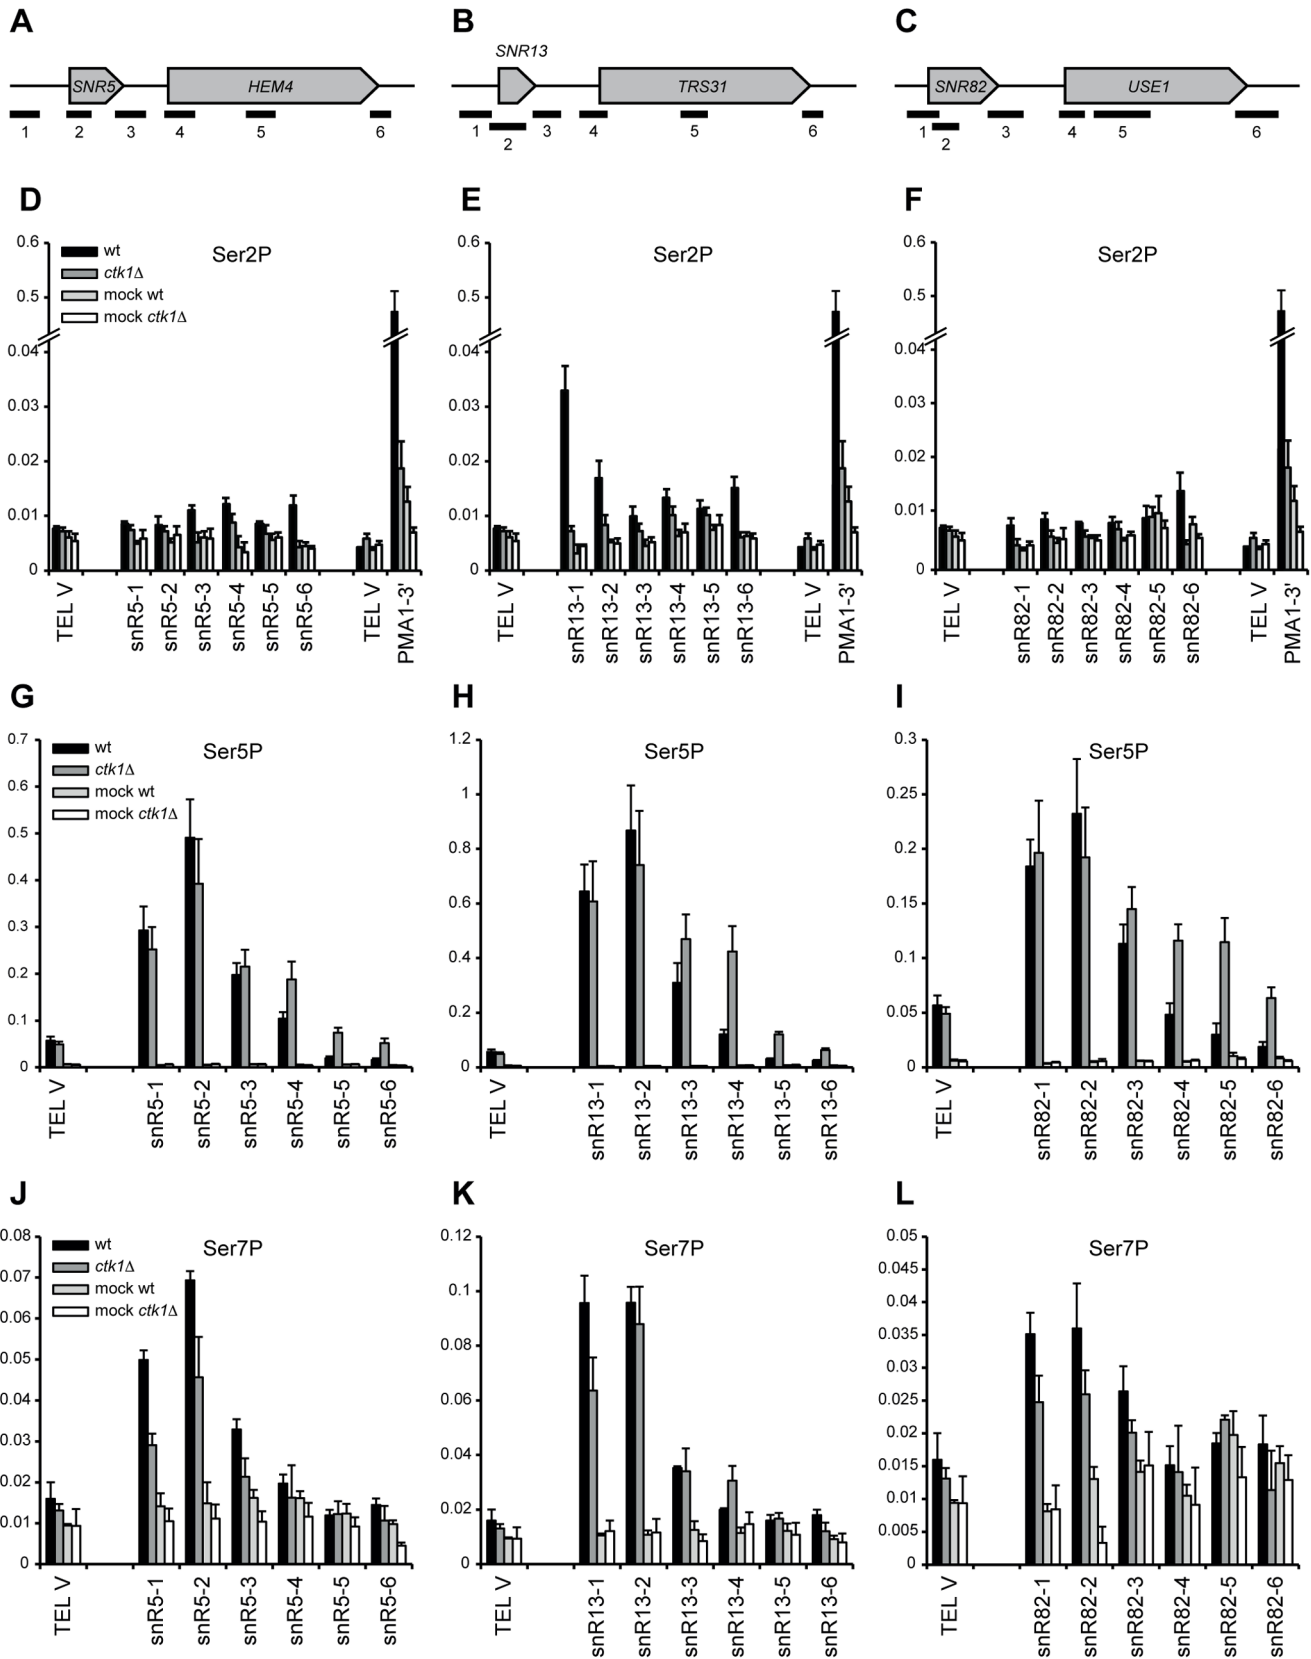 A
B
C
SNR5
HEM4
1
2
3
4
5
6
SNR13
TRS31
1
2
3
4
5
6
SNR82
USE1
1
2
3
4
5
6
D
Ser2P
wt
ctk1Δ
mock wt
mock ctk1Δ
0.6
0.5
0.04
0.03
0.02
0.01
0
TEL V
snR5-1
snR5-2
snR5-3
snR5-4
snR5-5
snR5-6
TEL V
PMA1-3'
E
Ser2P
0.6
0.5
0.04
0.03
0.02
0.01
0
TEL V
snR13-1
snR13-2
snR13-3
snR13-4
snR13-5
snR13-6
TEL V
PMA1-3'
F
Ser2P
0.6
0.5
0.04
0.03
0.02
0.01
0
TEL V
snR82-1
snR82-2
snR82-3
snR82-4
snR82-5
snR82-6
TEL V
PMA1-3'
G
Ser5P
wt
ctk1Δ
mock wt
mock ctk1Δ
0.7
0.6
0.5
0.4
0.3
0.2
0.1
0
TEL V
snR5-1
snR5-2
snR5-3
snR5-4
snR5-5
snR5-6
H
Ser5P
1.2
1
0.8
0.6
0.4
0.2
0
TEL V
snR13-1
snR13-2
snR13-3
snR13-4
snR13-5
snR13-6
I
Ser5P
0.3
0.25
0.2
0.15
0.1
0.05
0
TEL V
snR82-1
snR82-2
snR82-3
snR82-4
snR82-5
snR82-6
J
Ser7P
wt
ctk1Δ
mock wt
mock ctk1Δ
0.08
0.07
0.06
0.05
0.04
0.03
0.02
0.01
0
TEL V
snR5-1
snR5-2
snR5-3
snR5-4
snR5-5
snR5-6
K
Ser7P
0.12
0.1
0.08
0.06
0.04
0.02
0
TEL V
snR13-1
snR13-2
snR13-3
snR13-4
snR13-5
snR13-6
L
Ser7P
0.05
0.045
0.04
0.035
0.03
0.025
0.02
0.015
0.01
0.005
0
TEL V
snR82-1
snR82-2
snR82-3
snR82-4
snR82-5
snR82-6